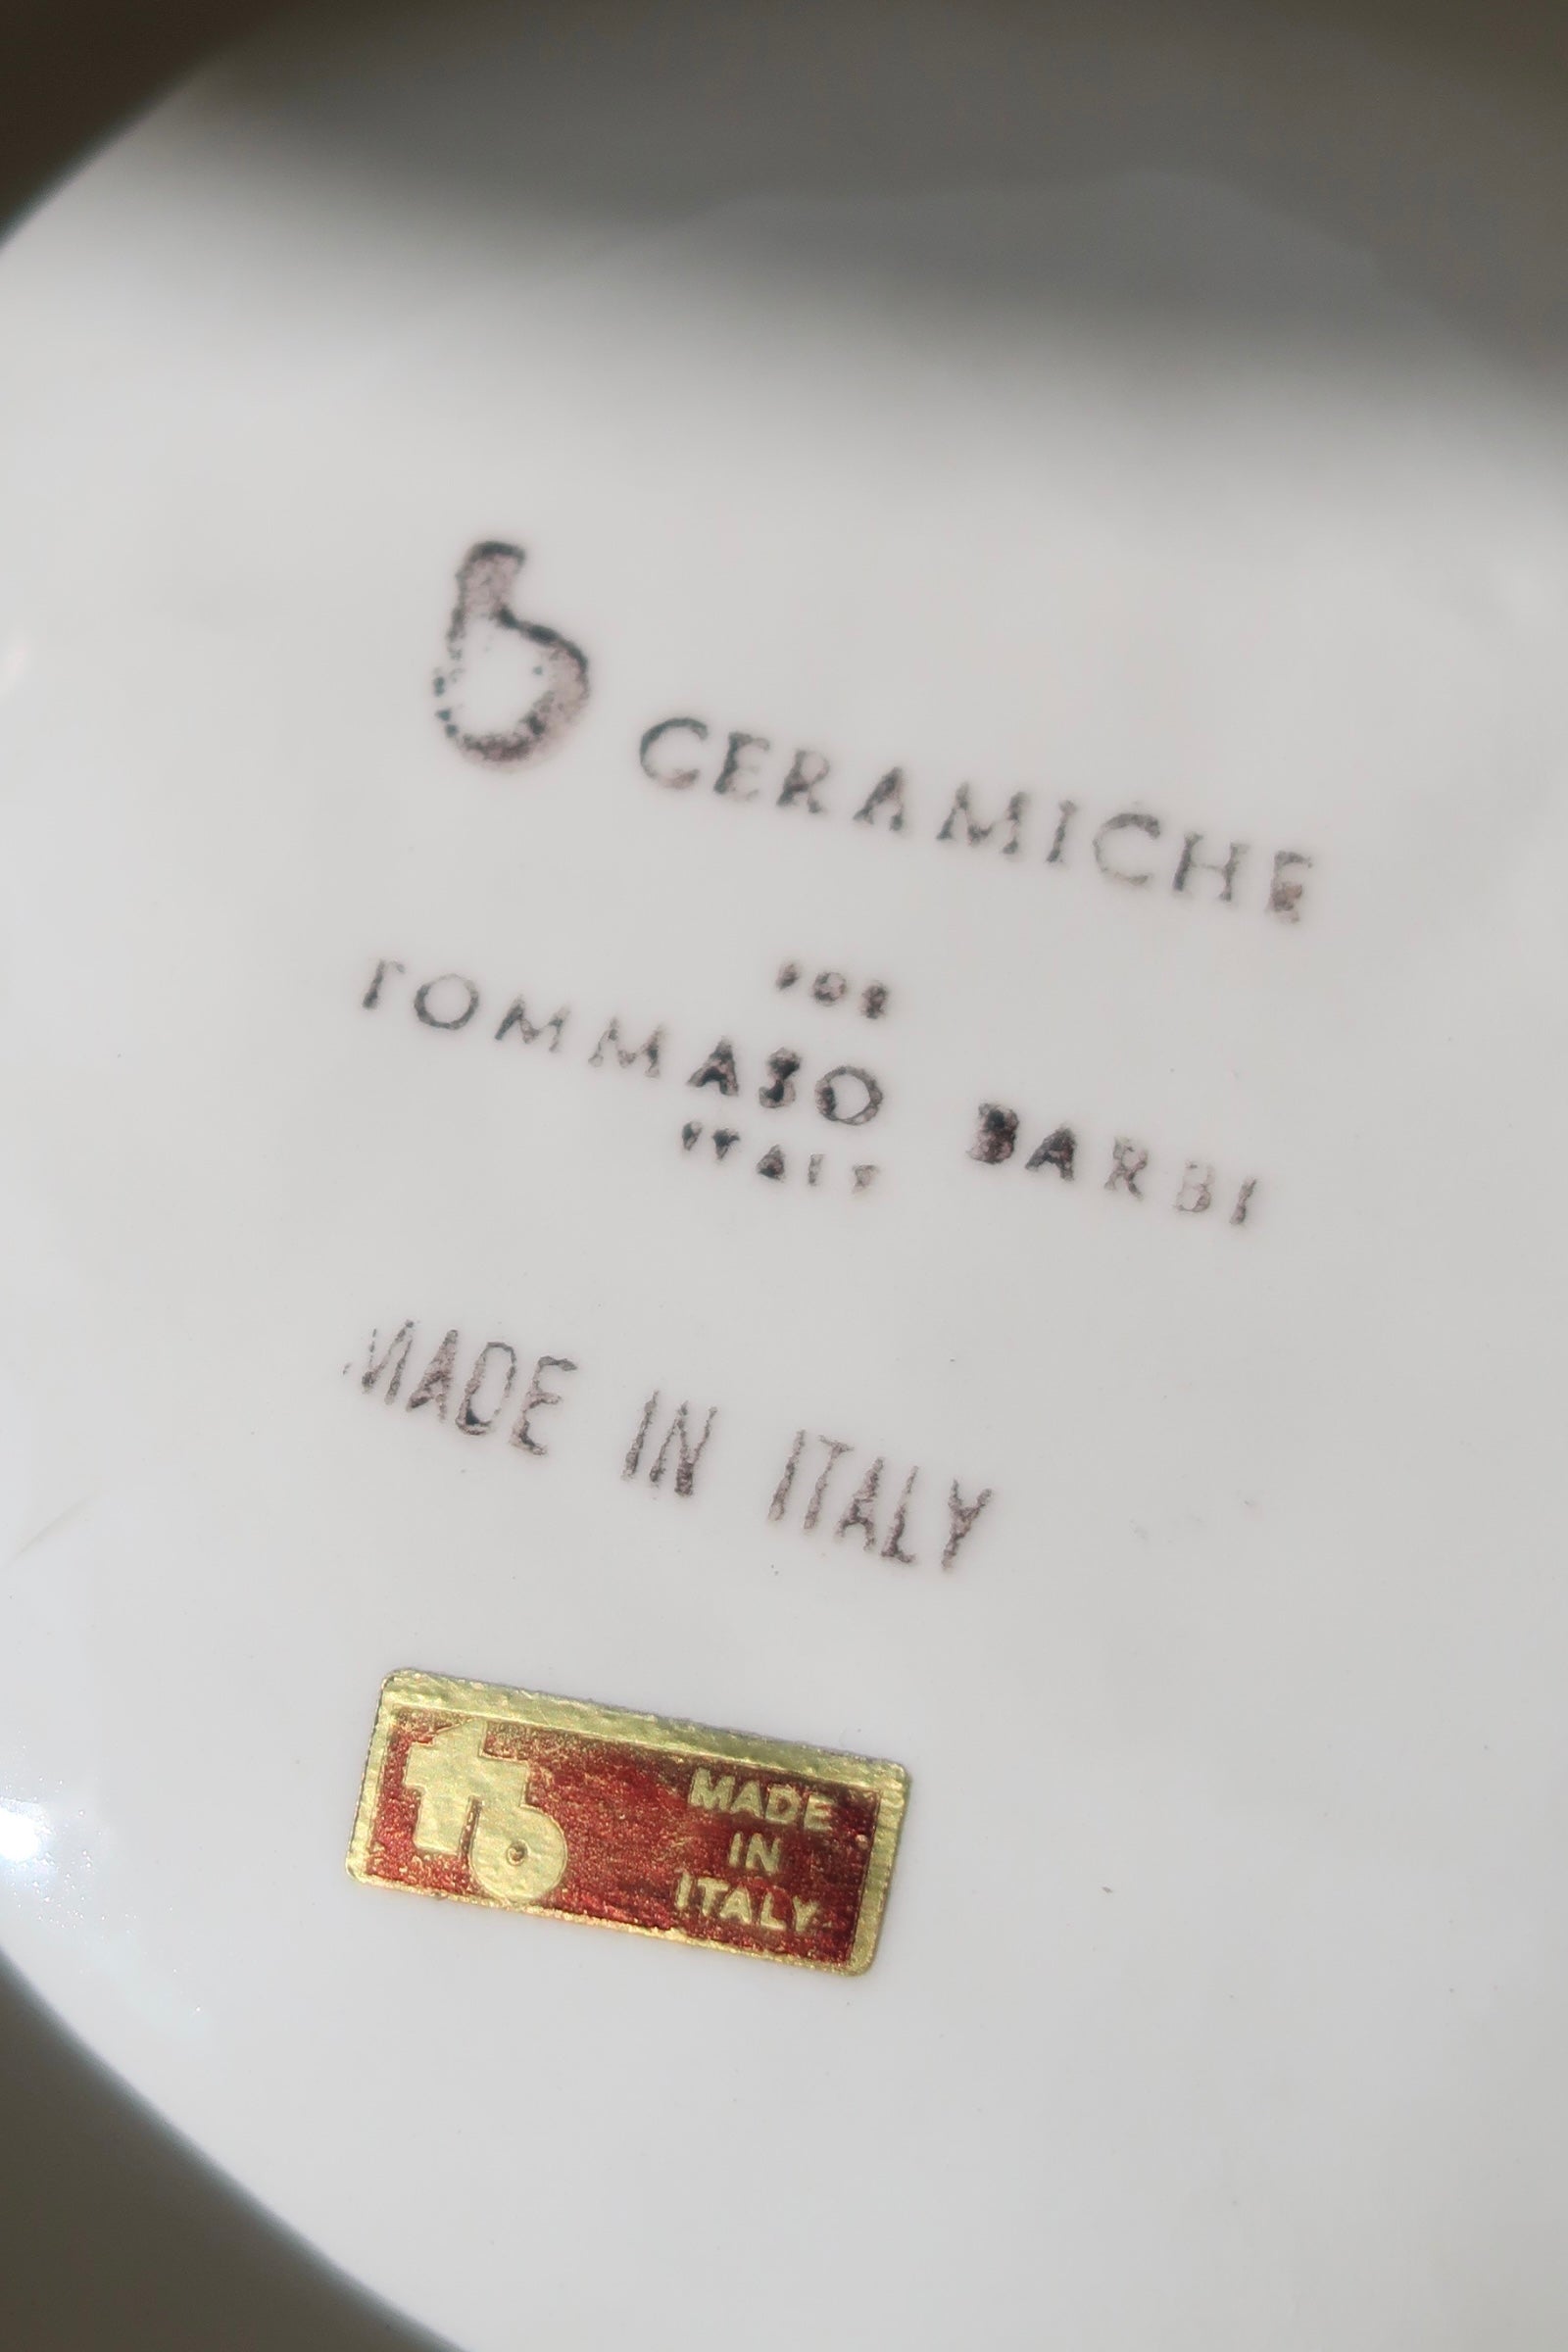 b CERAMICHE
FOR
TOMMASO BARBI
ITALY
MADE IN ITALY
tb
MADE
IN
ITALY